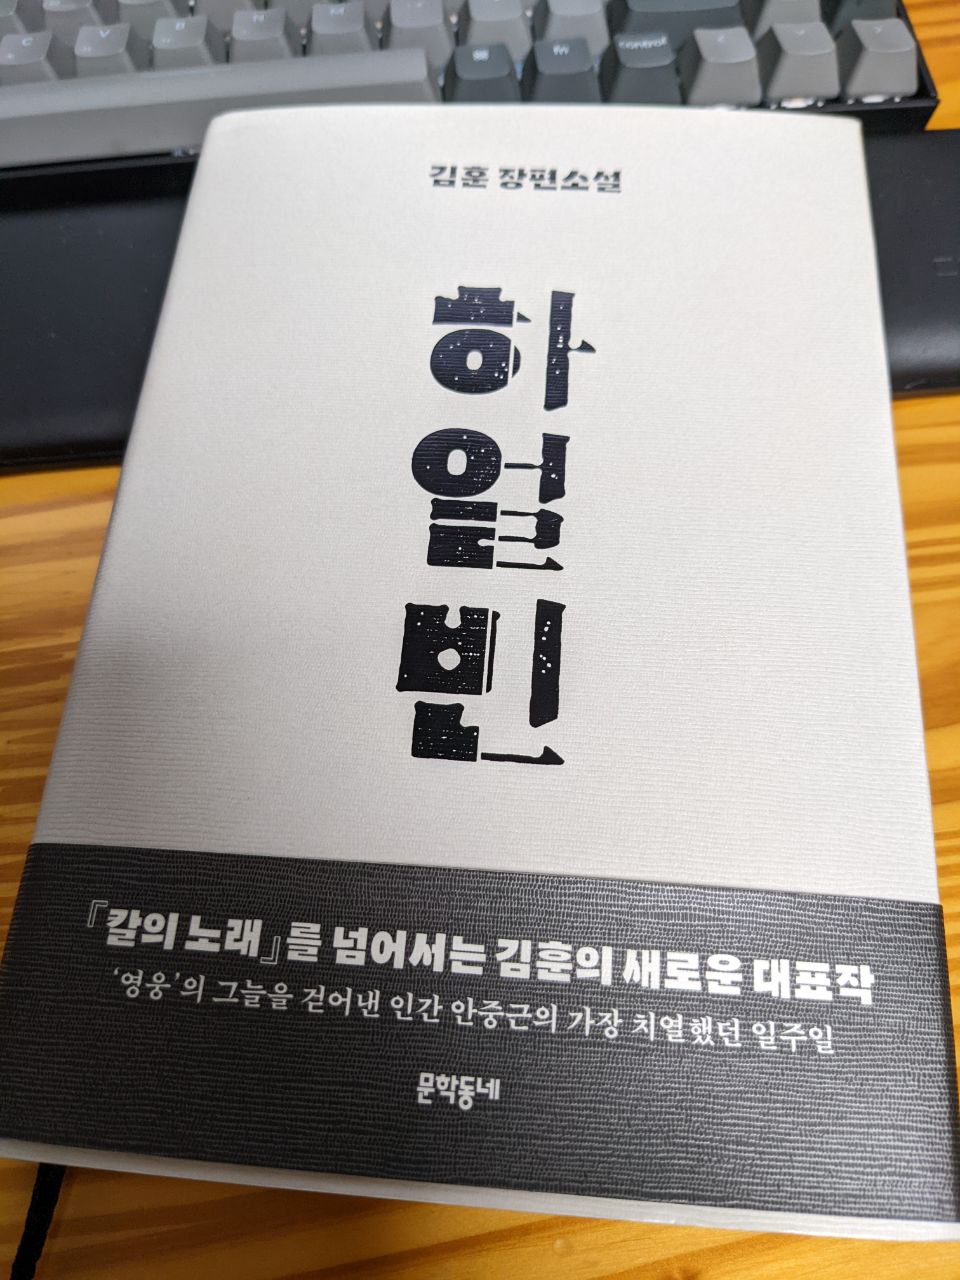 C V B N M
⌘ fn control
김훈 장편소설
하얼빈
『칼의 노래』를 넘어서는 김훈의 새로운 대표작
‘영웅’의 그늘을 걷어낸 인간 안중근의 가장 치열했던 일주일
문학동네